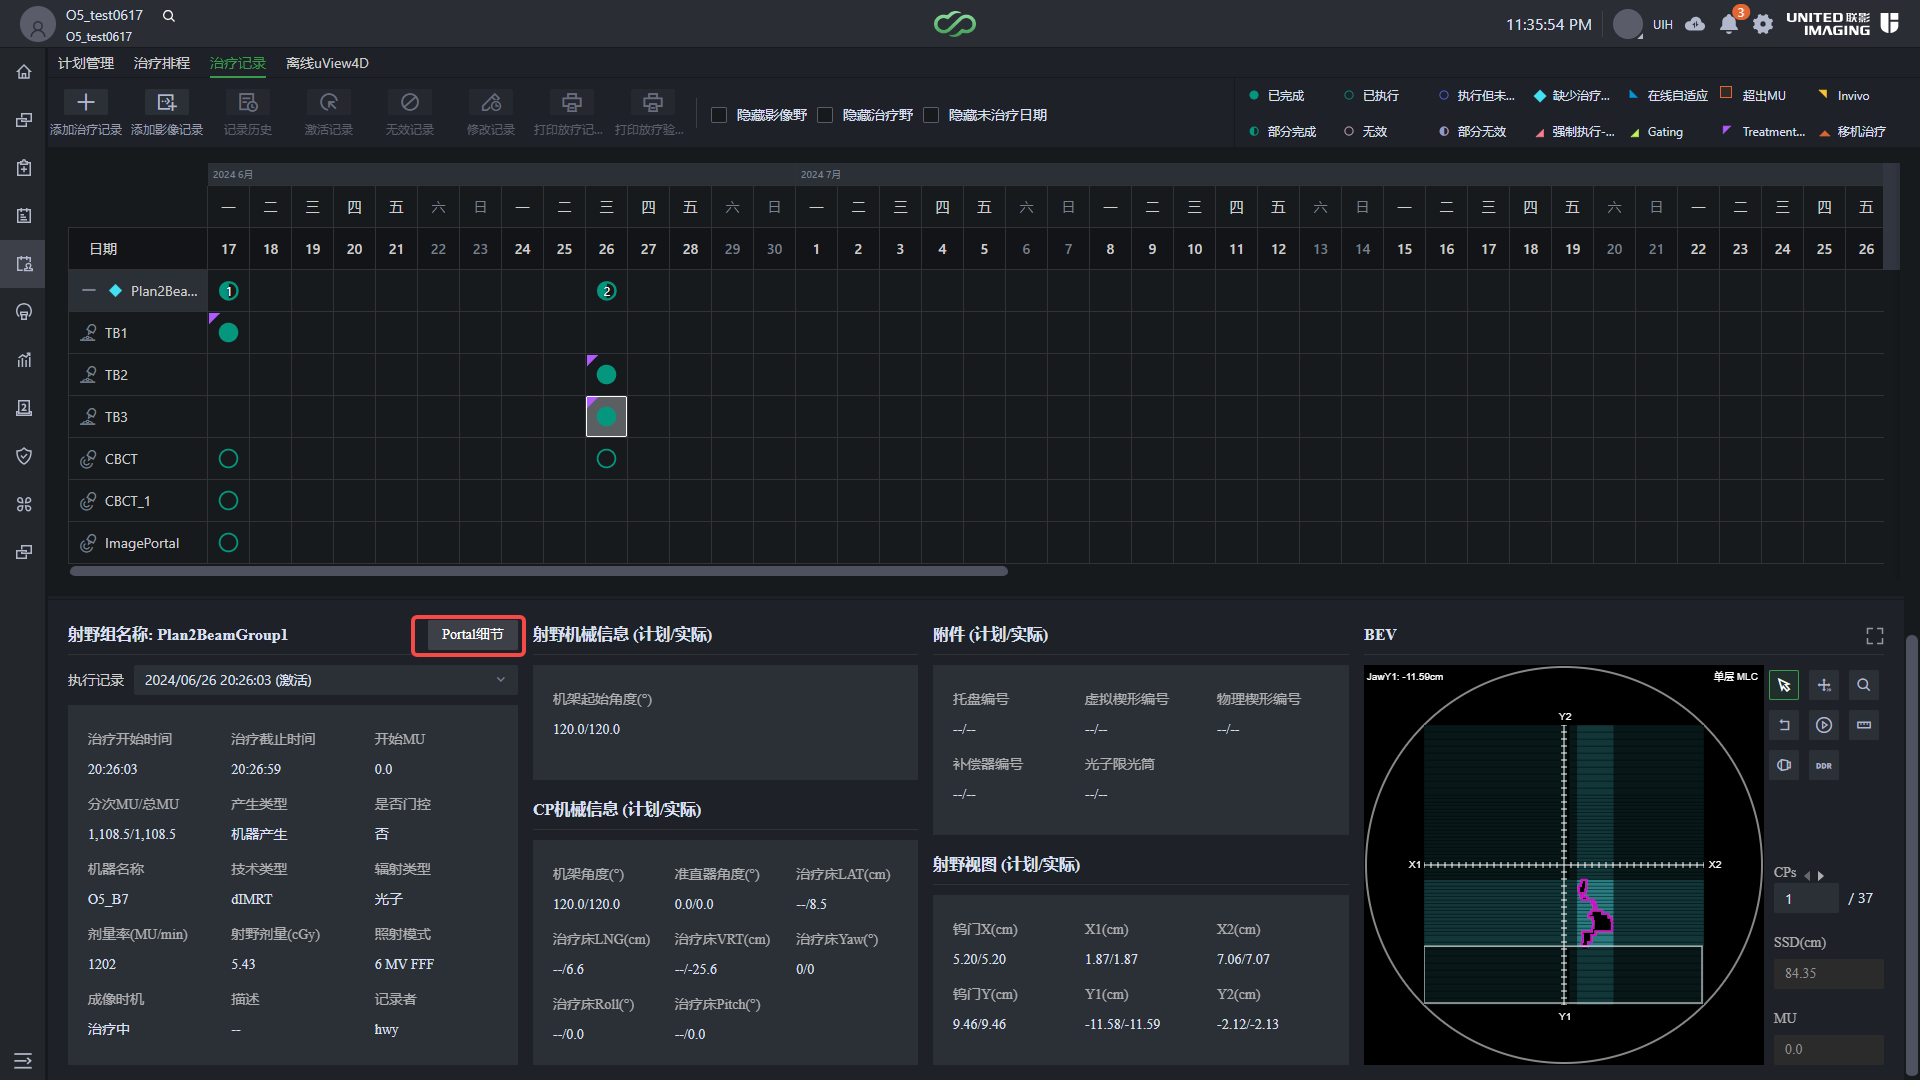 O5_test0617
O5_test0617
11:35:54 PM
UIH
3
UNITED 联影
IMAGING
计划管理 治疗排程 治疗记录 离线uView4D
添加治疗记录 添加影像记录 记录历史 激活记录 无效记录 修改记录 打印放疗记... 打印放疗验...
隐藏影像野 隐藏治疗野 隐藏未治疗日期
已完成 已执行 执行但未... 缺少治疗... 在线自适应 超出MU Invivo
部分完成 无效 部分无效 强制执行-... Gating Treatment... 移机治疗
2024 6月 2024 7月
一 二 三 四 五 六 日 一 二 三 四 五 六 日 一 二 三 四 五 六 日 一 二 三 四 五 六 日 一 二 三 四 五 六 日 一 二 三 四 五
日期 17 18 19 20 21 22 23 24 25 26 27 28 29 30 1 2 3 4 5 6 7 8 9 10 11 12 13 14 15 16 17 18 19 20 21 22 23 24 25 26
Plan2Bea... 1 2
TB1
TB2
TB3
CBCT
CBCT_1
ImagePortal
射野组名称: Plan2BeamGroup1
Portal细节
执行记录 2024/06/26 20:26:03 (激活)
治疗开始时间 治疗截止时间 开始MU
20:26:03 20:26:59 0.0
分次MU/总MU 产生类型 是否门控
1,108.5/1,108.5 机器产生 否
机器名称 技术类型 辐射类型
O5_B7 dIMRT 光子
剂量率(MU/min) 射野剂量(cGy) 照射模式
1202 5.43 6 MV FFF
成像时机 描述 记录者
治疗中 -- hwy
射野机械信息 (计划/实际)
机架起始角度(°)
120.0/120.0
CP机械信息 (计划/实际)
机架角度(°) 准直器角度(°) 治疗床LAT(cm)
120.0/120.0 0.0/0.0 --/8.5
治疗床LNG(cm) 治疗床VRT(cm) 治疗床Yaw(°)
--/6.6 --/-25.6 0/0
治疗床Roll(°) 治疗床Pitch(°)
--/0.0 --/0.0
附件 (计划/实际)
托盘编号 虚拟楔形编号 物理楔形编号
--/-- --/-- --/--
补偿器编号 光子限光筒
--/-- --/--
射野视图 (计划/实际)
钨门X(cm) X1(cm) X2(cm)
5.20/5.20 1.87/1.87 7.06/7.07
钨门Y(cm) Y1(cm) Y2(cm)
9.46/9.46 -11.58/-11.59 -2.12/-2.13
BEV
JawY1: -11.59cm 单层 MLC
Y2
X1 X2
Y1
DDR
CPs
1 / 37
SSD(cm)
84.35
MU
0.0
2